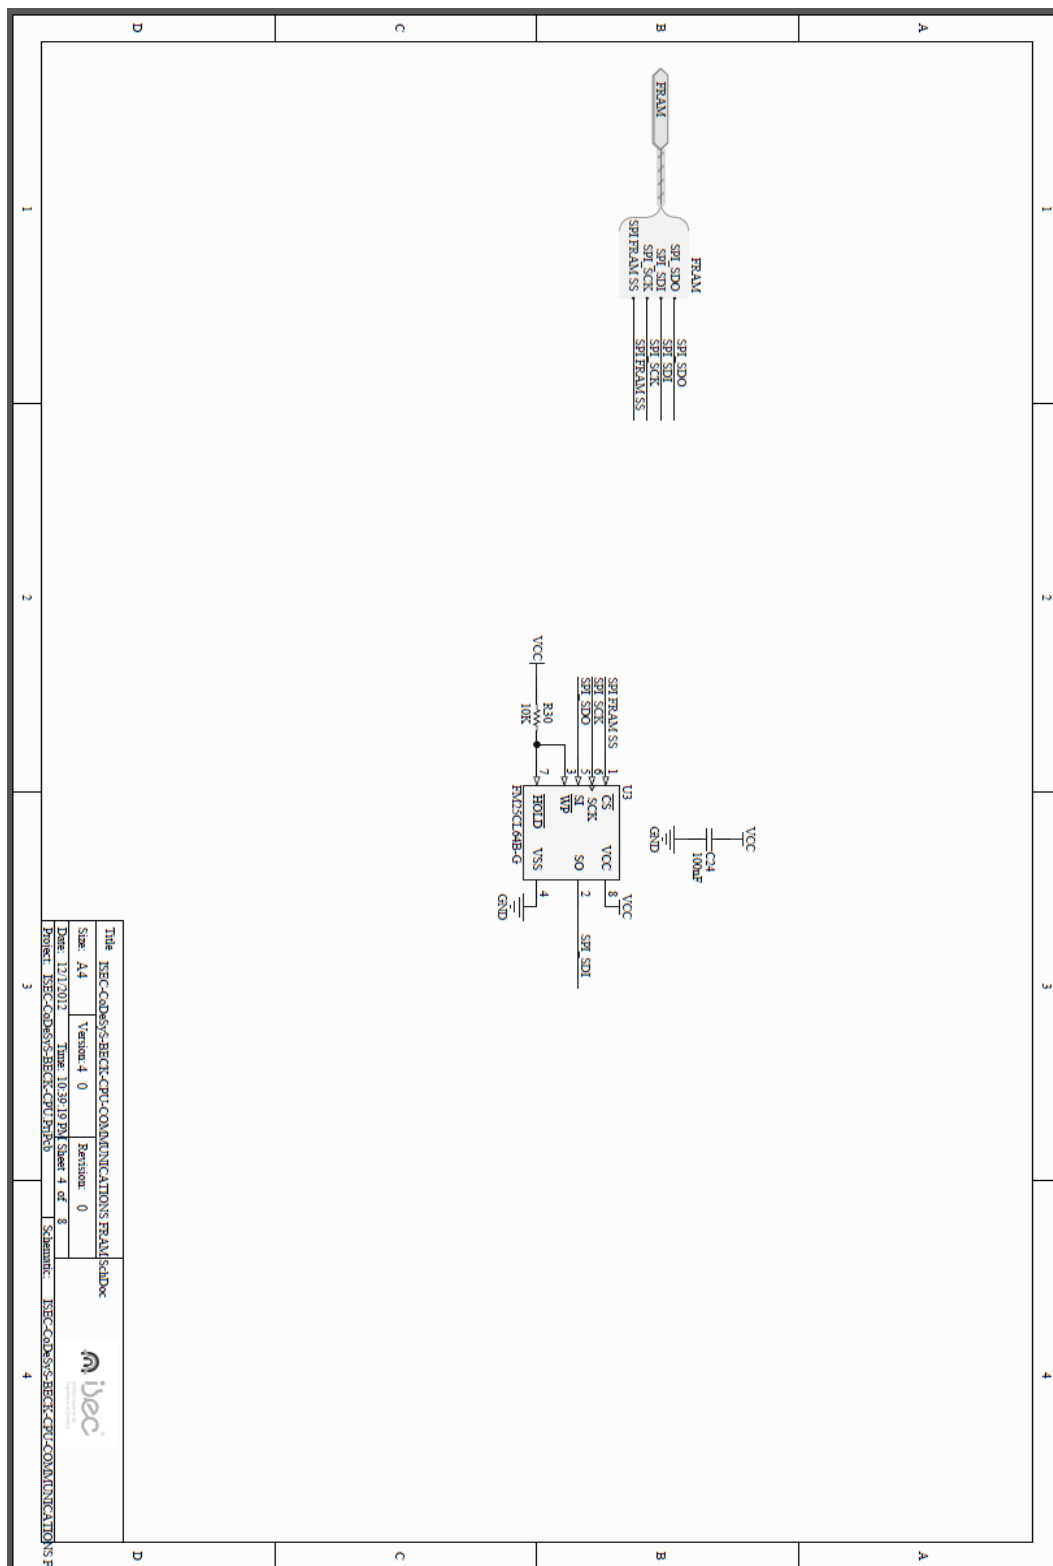 1
2
3
4
A
B
C
D
A
B
C
D
1
2
3
4
FRAM
FRAM
SPI_SDO
SPI_SDI
SPI_SCK
SPI FRAM SS
SPI_SDO
SPI_SDI
SPI_SCK
SPI FRAM SS
VCC
C24
100nF
GND
U3
SPI FRAM SS
SPI_SCK
SPI_SDO
1
6
5
3
7
CS
SCK
SI
WP
HOLD
VCC
SO
VSS
8
2
4
VCC
SPI_SDI
GND
VCC
R30
10K
FM25CL64B-G
Title ISEC-CoDeSyS-BECK-CPU-COMMUNICATIONS FRAM.SchDoc
Size: A4 Version: 4 0 Revision: 0
Date: 12/1/2012 Time: 10:39:19 PM Sheet 4 of 8
Project: ISEC-CoDeSyS-BECK-CPU.PrjPcb Schematic: ISEC-CoDeSyS-BECK-CPU-COMMUNICATIONS F
isec